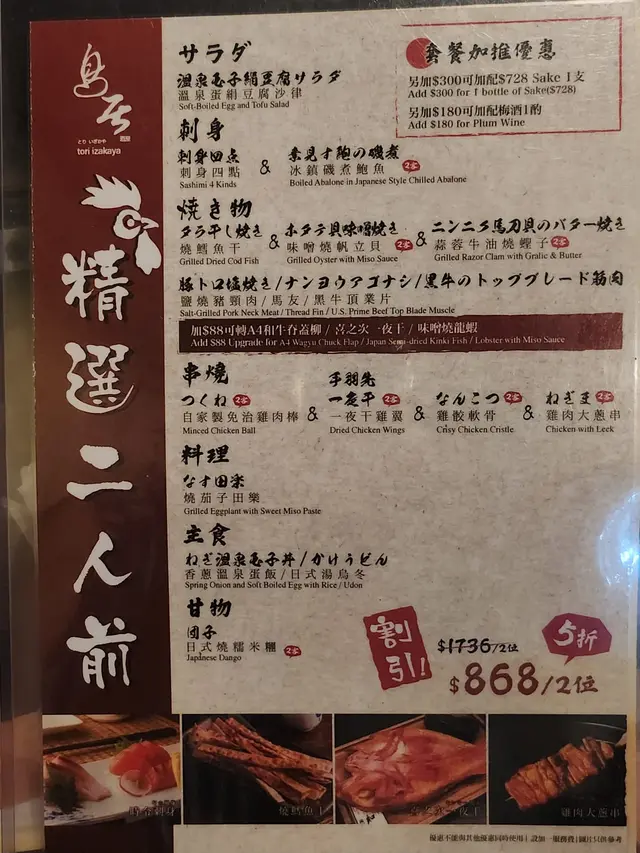 鳥居
とり いざかや
tori izakaya
精選二人前
套餐加推優惠
另加$300可加配$728 Sake 1支
Add $300 for 1 bottle of Sake($728)
另加$180可加配梅酒1酌
Add $180 for Plum Wine
サラダ
温泉玉子絹豆腐サラダ
溫泉蛋絹豆腐沙律
Soft-Boiled Egg and Tofu Salad
刺身
刺身四点
刺身四點
Sashimi 4 Kinds
&
素見す鮑の磯煮
冰鎮磯煮鮑魚
Boiled Abalone in Japanese Style Chilled Abalone
焼き物
タラ干し焼き
燒鱈魚干
Grilled Dried Cod Fish
&
ホタテ貝味噌焼き
味噌燒帆立貝
Grilled Oyster with Miso Sauce
&
ニンニク馬刀貝のバター焼き
蒜蓉牛油燒蟶子
Grilled Razor Clam with Grafic & Butter
豚トロ塩焼き/ナンヨウアゴナシ/黒牛のトップブレード筋肉
鹽燒豬頸肉/馬友/黑牛頂業片
Salt-Grilled Pork Neck Meat / Thread Fin / U.S. Prime Beef Top Blade Muscle
加$88可轉A4和牛脊蓋柳 / 喜之次一夜干 / 味噌燒龍蝦
Add $88 Upgrade for A4 Wagyu Chuck Flap / Japan Semi-dried Kinki Fish / Lobster with Miso Sauce
串燒
つくね
自家製免治雞肉棒
Minced Chicken Ball
&
手羽先
一夜干
一夜干雞翼
Dried Chicken Wings
&
なんこつ
雞骹軟骨
Crisy Chicken Cristle
&
ねぎま
雞肉大蔥串
Chicken with Leek
料理
なす田楽
燒茄子田樂
Grilled Eggplant with Sweet Miso Paste
主食
ねぎ温泉玉子丼/かけうどん
香蔥溫泉蛋飯/日式湯烏冬
Spring Onion and Soft Boiled Egg with Rice / Udon
甘物
団子
日式燒糯米糰
Japanese Dango
割引!
$1736/2位
5折
$868/2位
燒鱈魚干
雞肉大蔥串